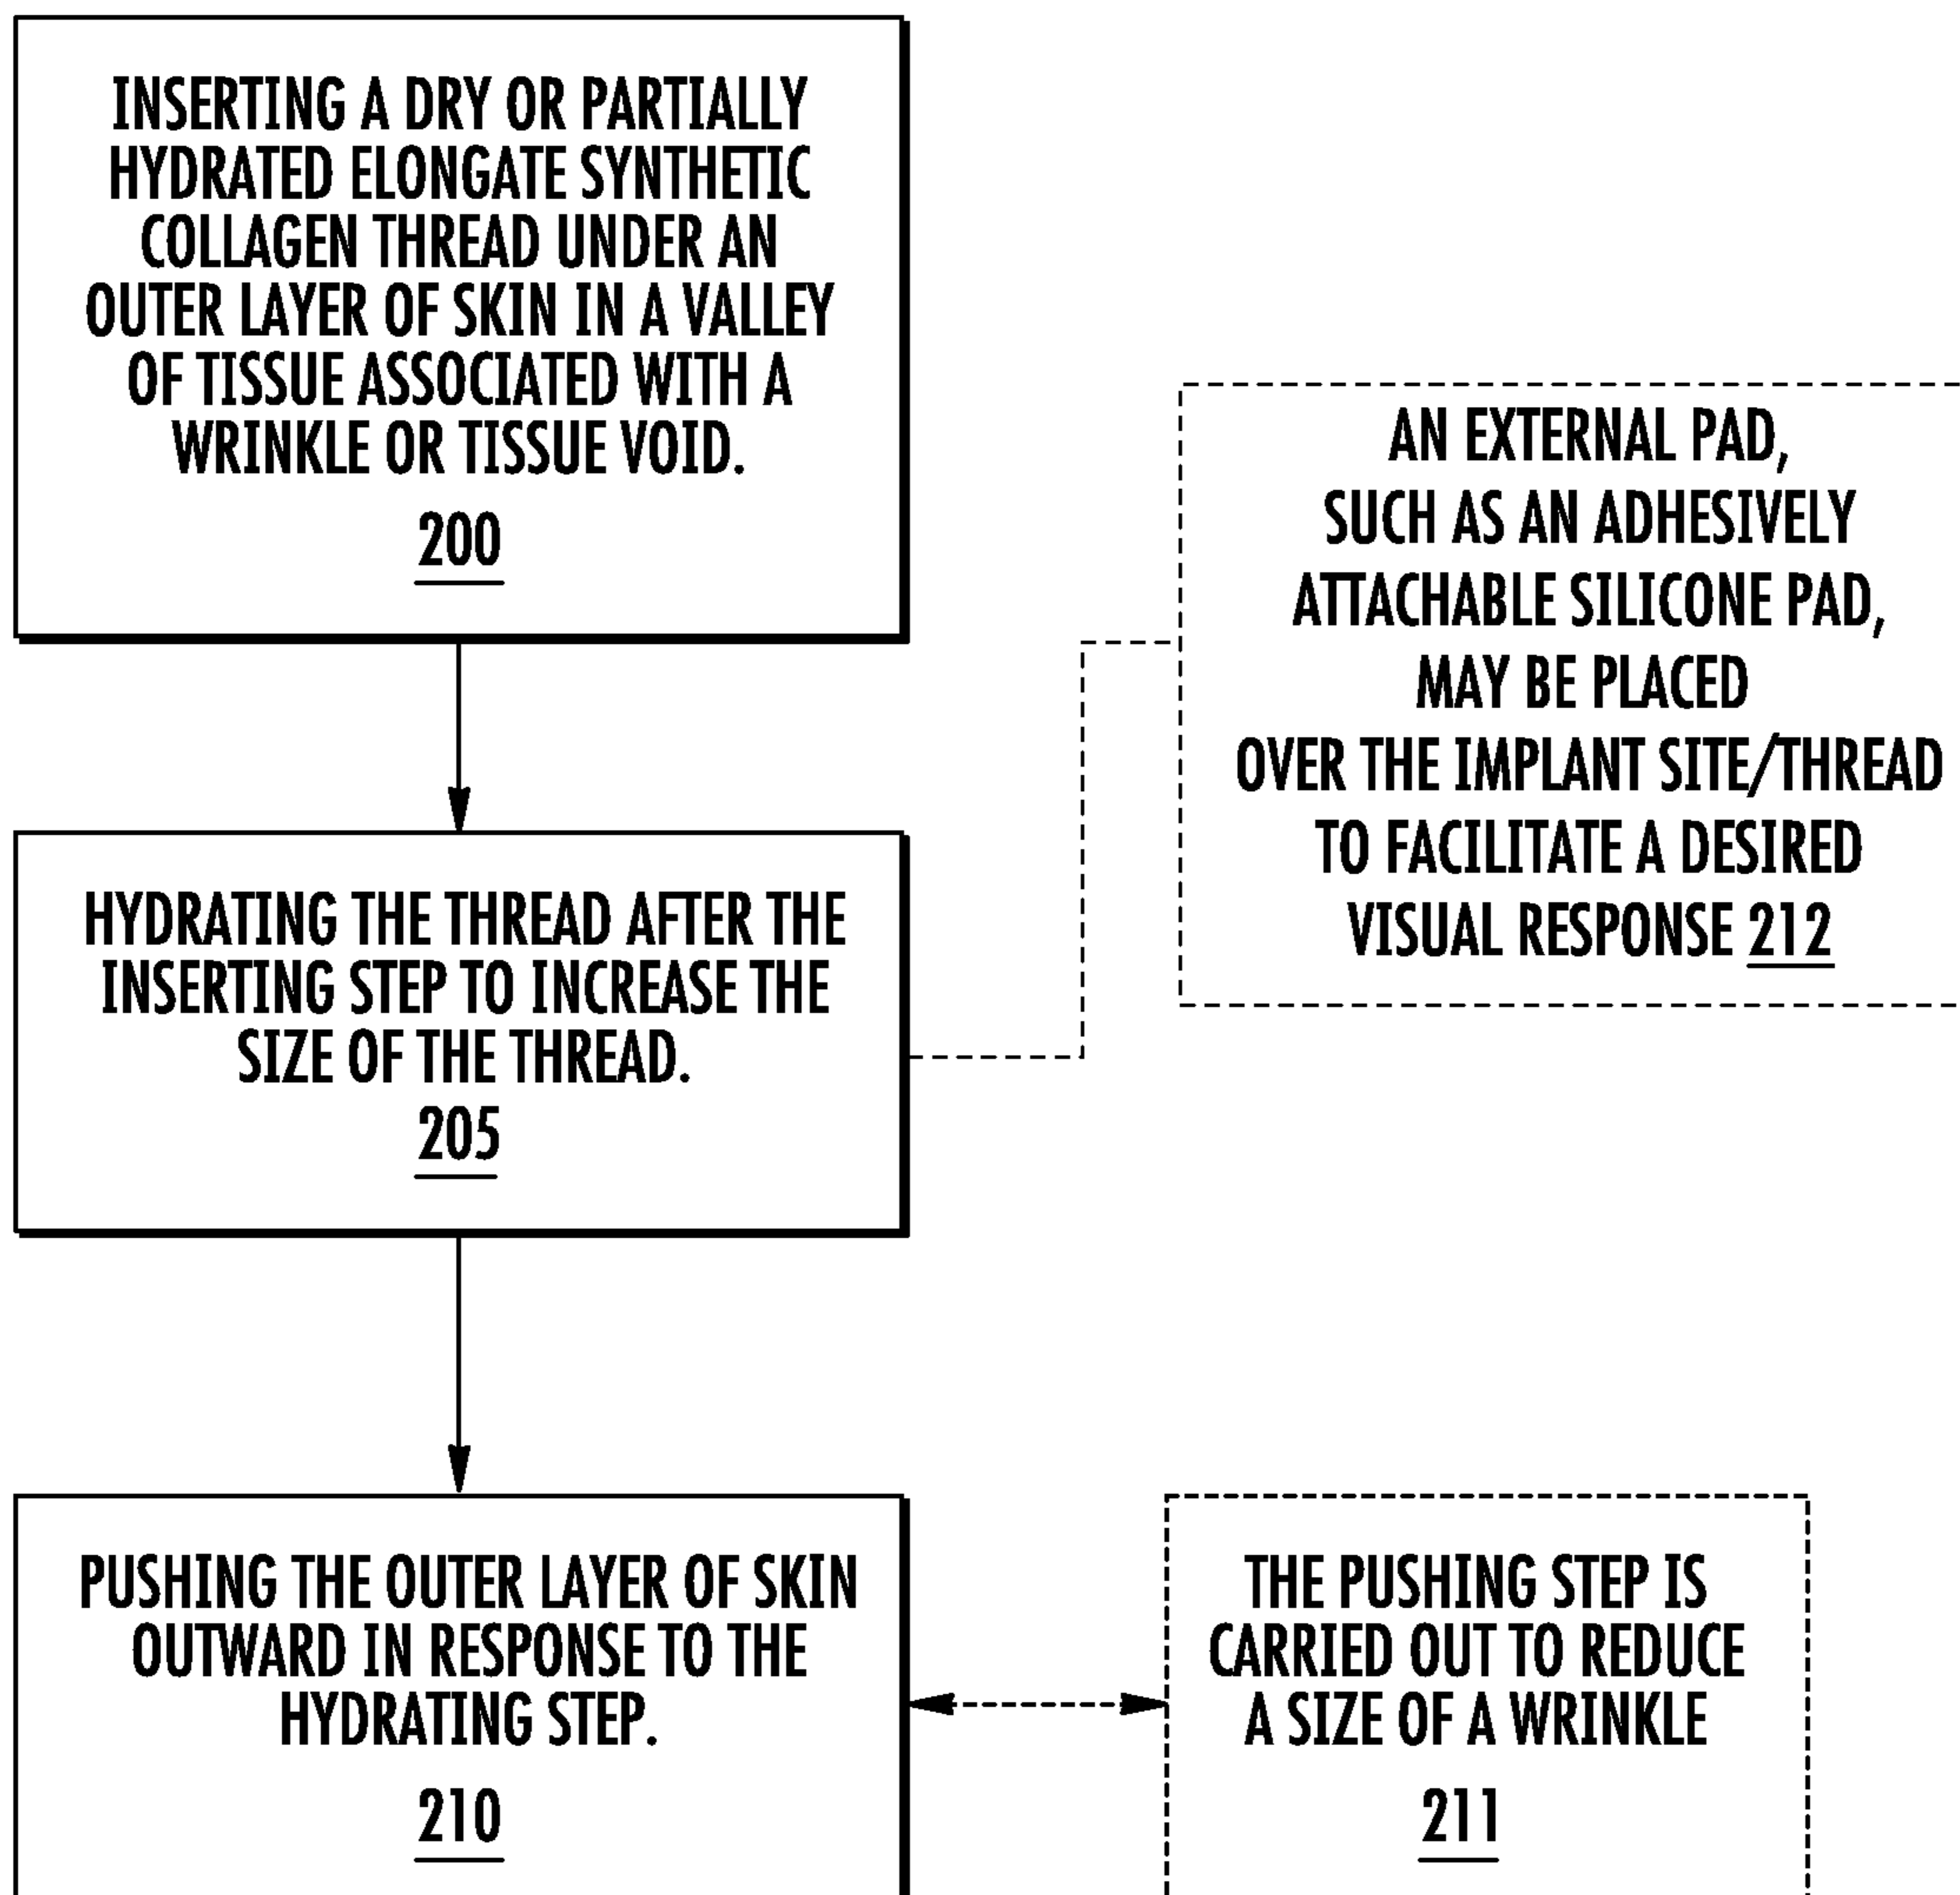 INSERTING A DRY OR PARTIALLY
HYDRATED ELONGATE SYNTHETIC
COLLAGEN THREAD UNDER AN
OUTER LAYER OF SKIN IN A VALLEY
OF TISSUE ASSOCIATED WITH A
WRINKLE OR TISSUE VOID.
200
AN EXTERNAL PAD,
SUCH AS AN ADHESIVELY
ATTACHABLE SILICONE PAD,
MAY BE PLACED
OVER THE IMPLANT SITE/THREAD
TO FACILITATE A DESIRED
VISUAL RESPONSE 212
HYDRATING THE THREAD AFTER THE
INSERTING STEP TO INCREASE THE
SIZE OF THE THREAD.
205
PUSHING THE OUTER LAYER OF SKIN
OUTWARD IN RESPONSE TO THE
HYDRATING STEP.
210
THE PUSHING STEP IS
CARRIED OUT TO REDUCE
A SIZE OF A WRINKLE
211